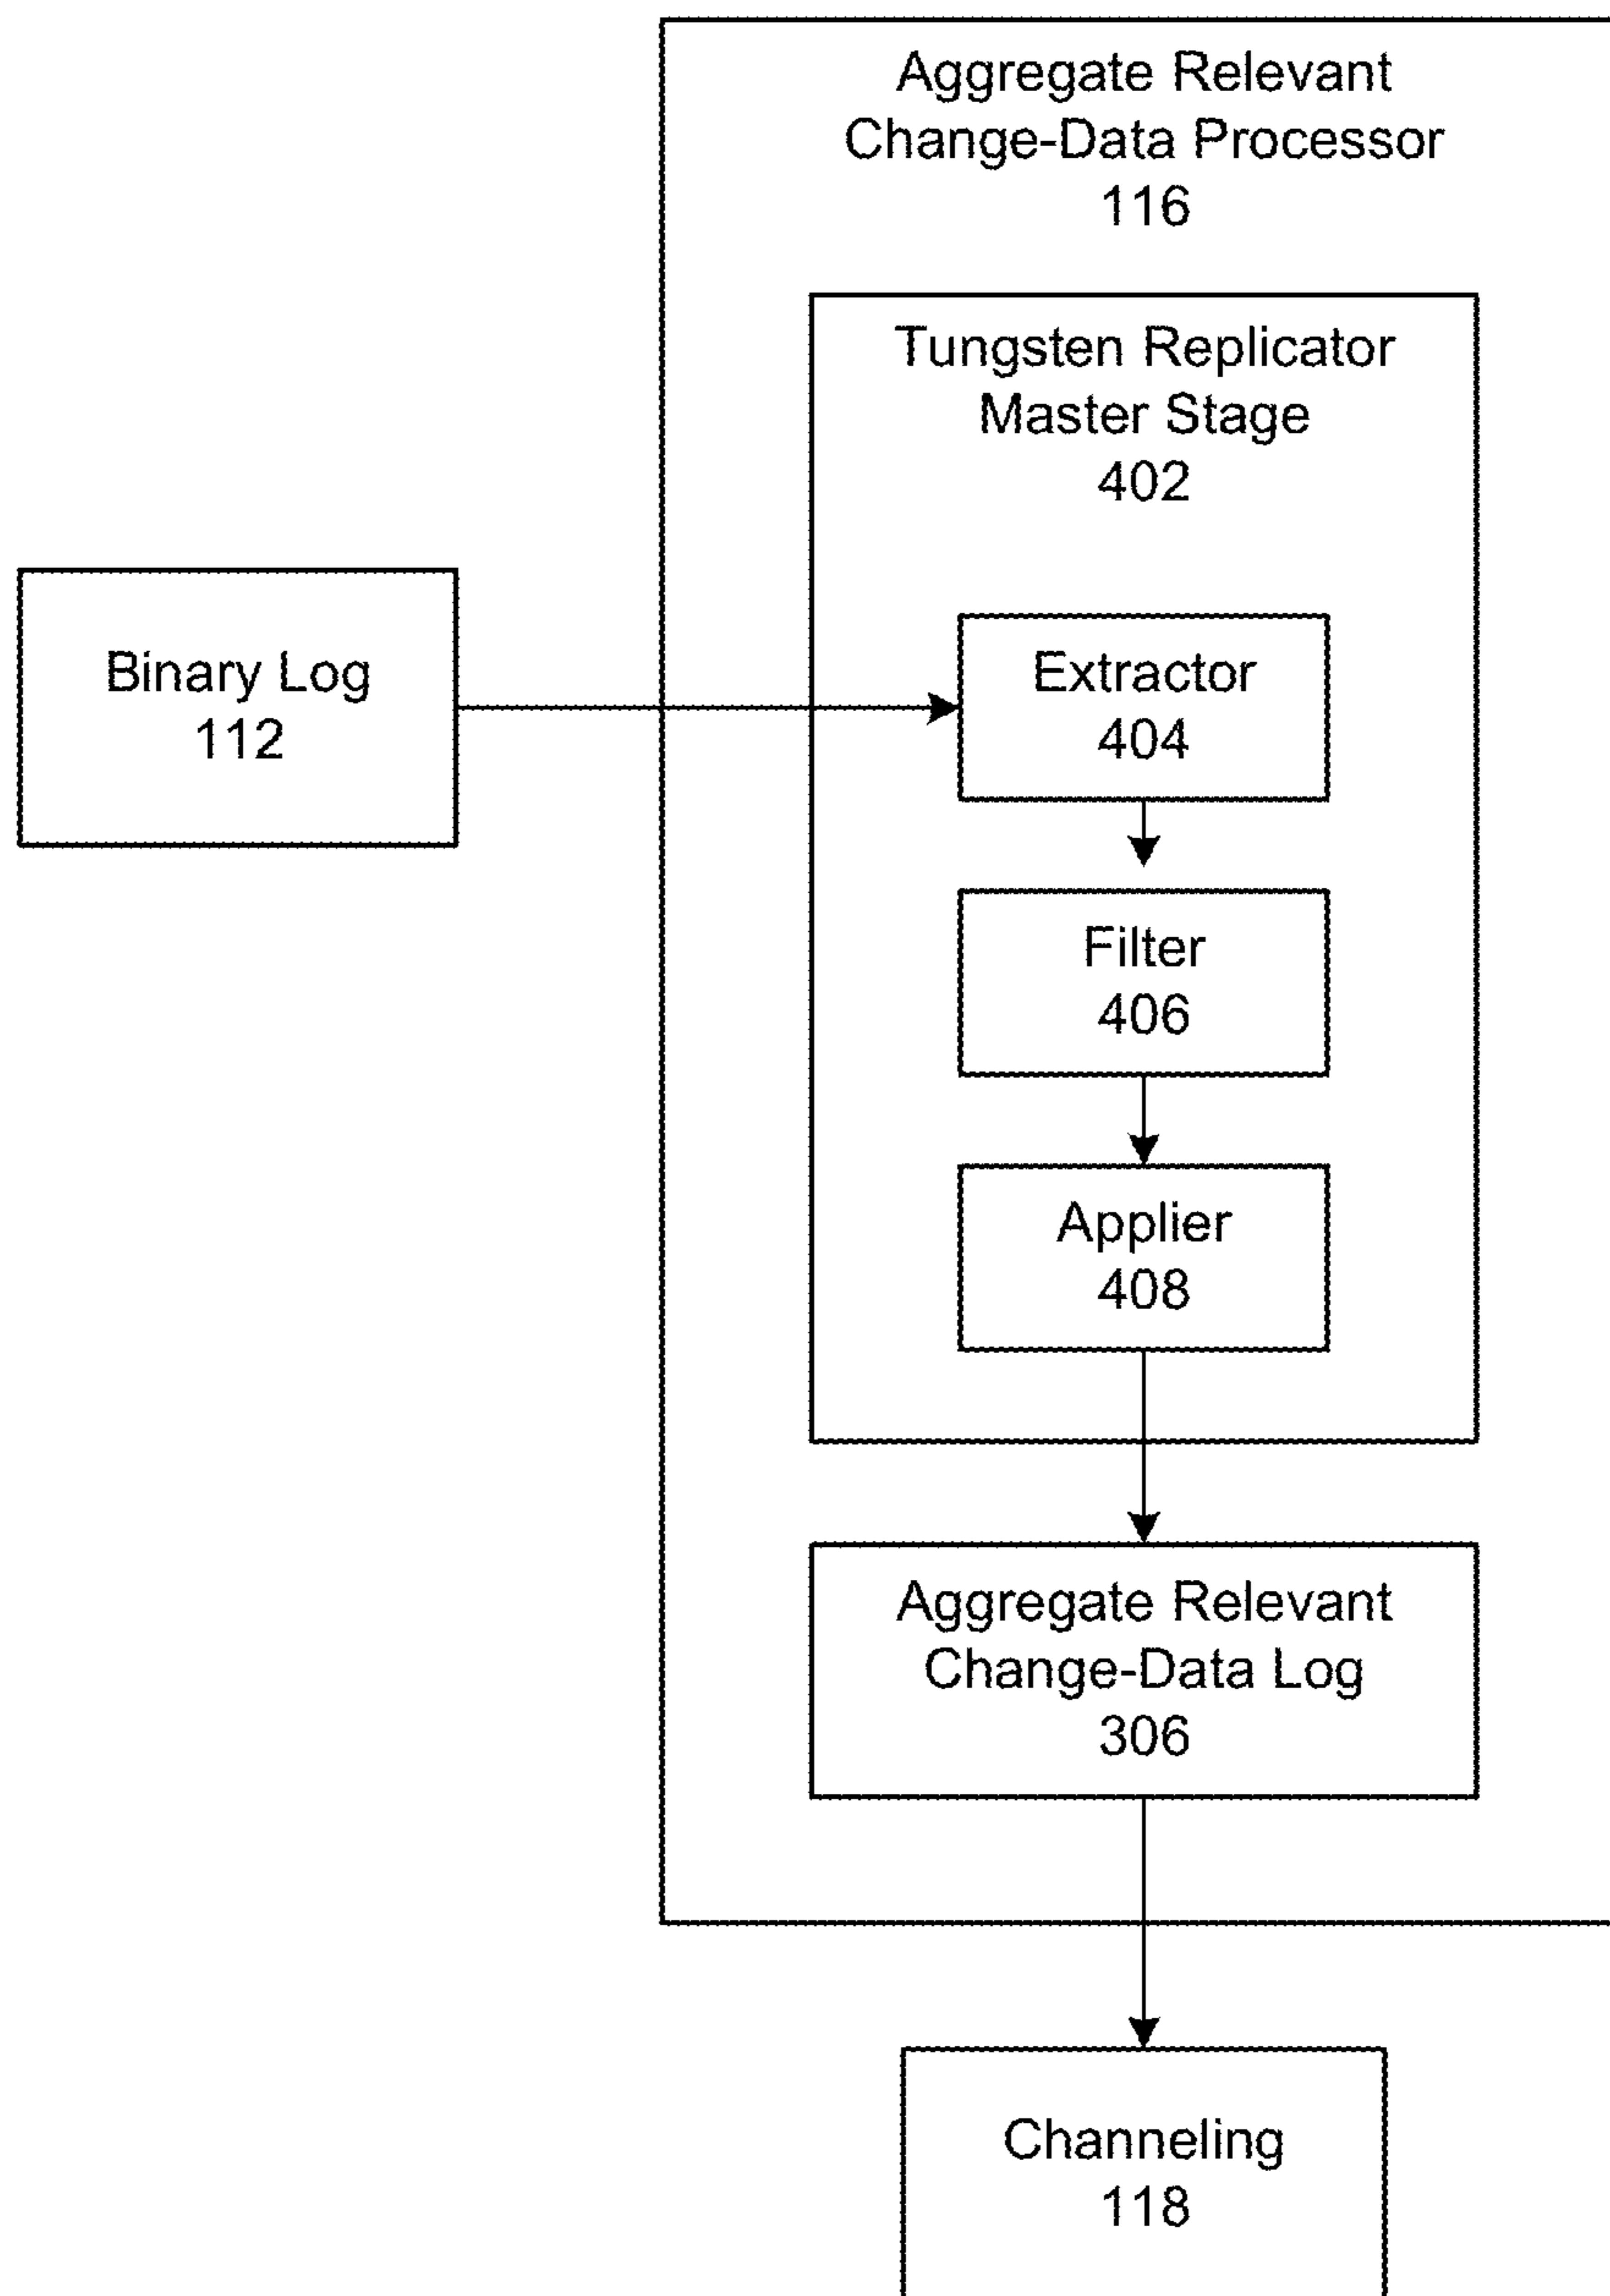 Aggregate Relevant
Change-Data Processor
116
Tungsten Replicator
Master Stage
402
Binary Log
112
Extractor
404
Filter
406
Applier
408
Aggregate Relevant
Change-Data Log
306
Channeling
118